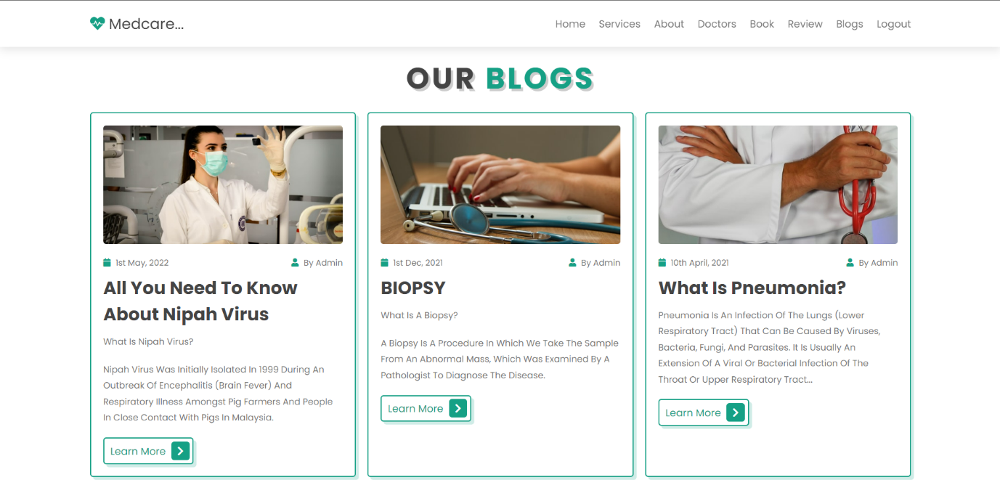 Medcare...
Home Services About Doctors Book Review Blogs Logout
OUR BLOGS
1st May, 2022 By Admin
All You Need To Know
About Nipah Virus
What Is Nipah Virus?
Nipah Virus Was Initially Isolated In 1999 During An
Outbreak Of Encephalitis (Brain Fever) And
Respiratory Illness Amongst Pig Farmers And People
In Close Contact With Pigs In Malaysia.
Learn More
1st Dec, 2021 By Admin
BIOPSY
What Is A Biopsy?
A Biopsy Is A Procedure In Which We Take The Sample
From An Abnormal Mass, Which Was Examined By A
Pathologist To Diagnose The Disease.
Learn More
10th April, 2021 By Admin
What Is Pneumonia?
Pneumonia Is An Infection Of The Lungs (Lower
Respiratory Tract) That Can Be Caused By Viruses,
Bacteria, Fungi, And Parasites. It Is Usually An
Extension Of A Viral Or Bacterial Infection Of The
Throat Or Upper Respiratory Tract...
Learn More